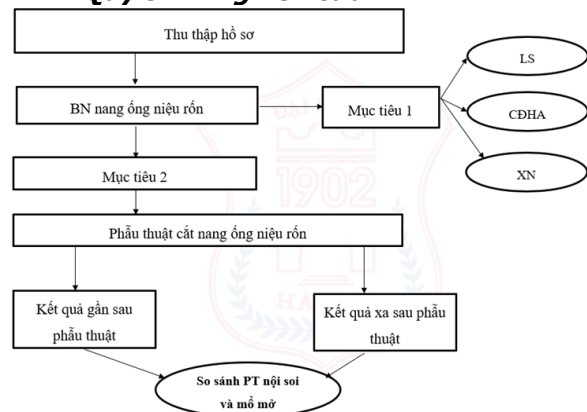 Thu thập hồ sơ
LS
BN nang ống niệu rốn
Mục tiêu 1
CĐHA
XN
Mục tiêu 2
1902
Phẫu thuật cắt nang ống niệu rốn
Kết quả gần sau
phẫu thuật
Kết quả xa sau phẫu
thuật
So sánh PT nội soi
và mổ mở